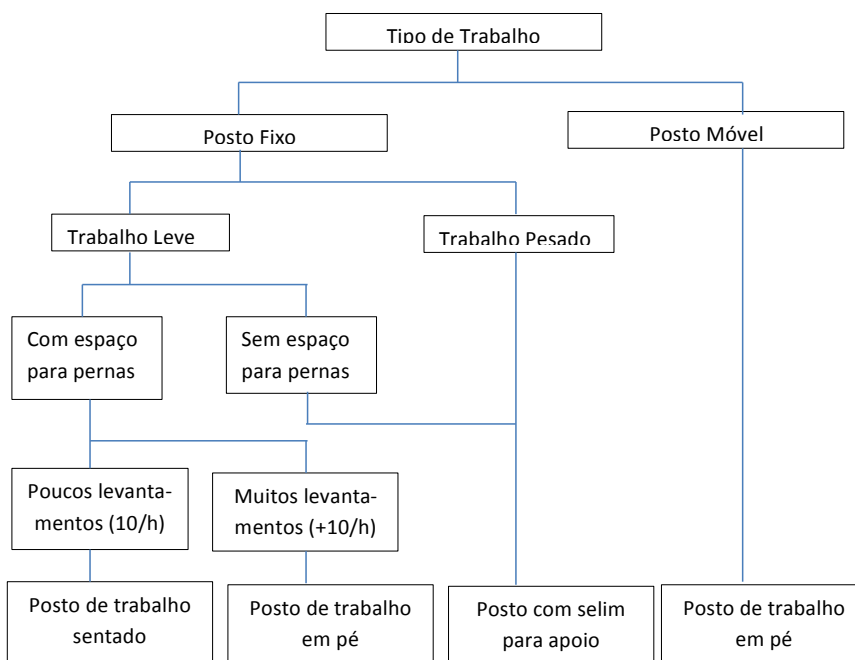 Tipo de Trabalho
Posto Fixo
Posto Móvel
Trabalho Leve
Trabalho Pesado
Com espaço
para pernas
Sem espaço
para pernas
Poucos levanta-
mentos (10/h)
Muitos levanta-
mentos (+10/h)
Posto de trabalho
sentado
Posto de trabalho
em pé
Posto com selim
para apoio
Posto de trabalho
em pé